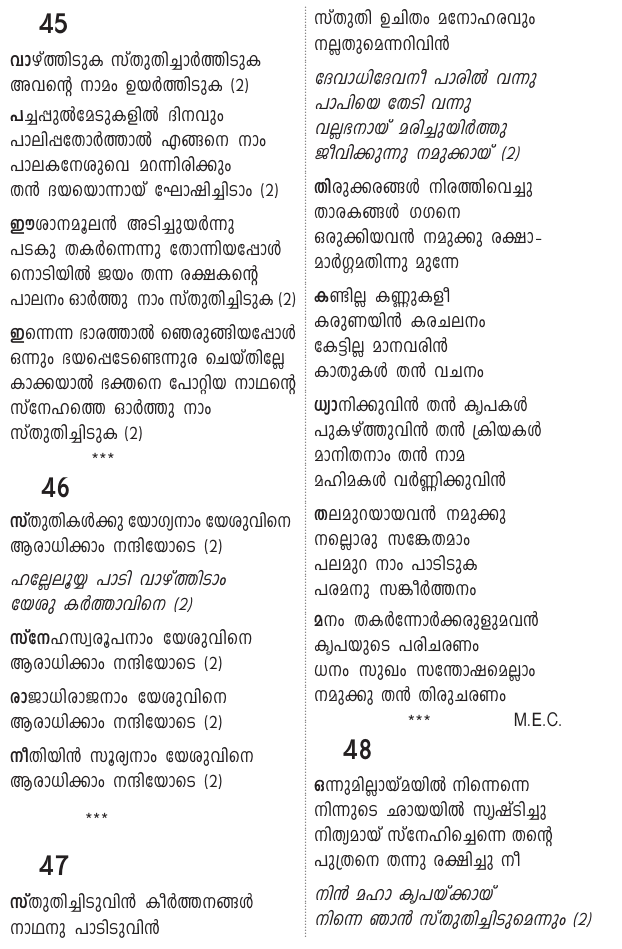 45
വാഴ്ത്തിടുക സ്തുതിച്ചാർത്തിടുക
അവന്റെ നാമം ഉയർത്തിടുക (2)
പച്ചപ്പുൽമേടുകളിൽ ദിനവും
പാലിപ്പതോർത്താൽ എങ്ങനെ നാം
പാലകനേശുവെ മറന്നിരിക്കും
തൻ ദയയൊന്നായ് ഘോഷിച്ചിടാം (2)
ഈശാനമൂലൻ അടിച്ചുയർന്നു
പടകു തകർന്നെന്നു തോന്നിയപ്പോൾ
നൊടിയിൽ ജയം തന്ന രക്ഷകന്റെ
പാലനം ഓർത്തു നാം സ്തുതിച്ചിടുക (2)
ഇന്നെന്ന ഭാരത്താൽ ഞെരുങ്ങിയപ്പോൾ
ഒന്നും ഭയപ്പെടേണ്ടെന്നുര ചെയ്തില്ലേ
കാക്കയാൽ ഭക്തനെ പോറ്റിയ നാഥന്റെ
സ്നേഹത്തെ ഓർത്തു നാം
സ്തുതിച്ചിടുക (2)
***
46
സ്തുതികൾക്കു യോഗ്യനാം യേശുവിനെ
ആരാധിക്കാം നന്ദിയോടെ (2)
ഹല്ലേലൂയ്യ പാടി വാഴ്ത്തിടാം
യേശു കർത്താവിനെ (2)
സ്നേഹസ്വരൂപനാം യേശുവിനെ
ആരാധിക്കാം നന്ദിയോടെ (2)
രാജാധിരാജനാം യേശുവിനെ
ആരാധിക്കാം നന്ദിയോടെ (2)
നീതിയിൻ സൂര്യനാം യേശുവിനെ
ആരാധിക്കാം നന്ദിയോടെ (2)
***
47
സ്തുതിച്ചിടുവിൻ കീർത്തനങ്ങൾ
നാഥനു പാടിടുവിൻ
സ്തുതി ഉചിതം മനോഹരവും
നല്ലതുമെന്നറിവിൻ
ദേവാധിദേവനീ പാരിൽ വന്നു
പാപിയെ തേടി വന്നു
വല്ലഭനായ് മരിച്ചുയിർത്തു
ജീവിക്കുന്നു നമുക്കായ് (2)
തിരുക്കരങ്ങൾ നിരത്തിവെച്ചു
താരകങ്ങൾ ഗഗനെ
ഒരുക്കിയവൻ നമുക്കു രക്ഷാ-
മാർഗ്ഗമതിന്നു മുന്നേ
കണ്ടില്ല കണ്ണുകളീ
കരുണയിൻ കരചലനം
കേട്ടില്ല മാനവരിൻ
കാതുകൾ തൻ വചനം
ധ്യാനിക്കുവിൻ തൻ കൃപകൾ
പുകഴ്ത്തുവിൻ തൻ ക്രിയകൾ
മാനിതനാം തൻ നാമ
മഹിമകൾ വർണ്ണിക്കുവിൻ
തലമുറയായവൻ നമുക്കു
നല്ലൊരു സങ്കേതമാം
പലമുറ നാം പാടിടുക
പരമനു സങ്കീർത്തനം
മനം തകർന്നോർക്കരുളുമവൻ
കൃപയുടെ പരിചരണം
ധനം സുഖം സന്തോഷമെല്ലാം
നമുക്കു തൻ തിരുചരണം
*** M.E.C.
48
ഒന്നുമില്ലായ്മയിൽ നിന്നെന്നെ
നിന്നുടെ ഛായയിൽ സൃഷ്ടിച്ചു
നിത്യമായ് സ്നേഹിച്ചെന്നെ തന്റെ
പുത്രനെ തന്നു രക്ഷിച്ചു നീ
നിൻ മഹാ കൃപയ്ക്കായ്
നിന്നെ ഞാൻ സ്തുതിച്ചിടുമെന്നും (2)